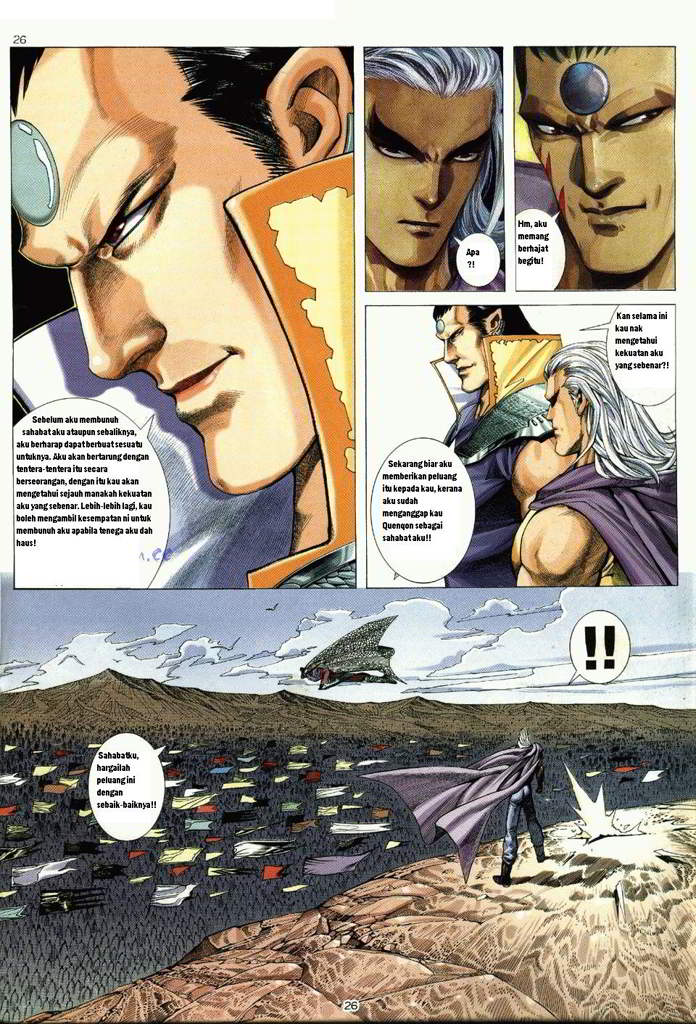 26
Sebelum aku membunuh
sahabat aku ataupun sebaliknya,
aku berharap dapat berbuat sesuatu
untuknya. Aku akan bertarung dengan
tentera-tentera itu secara
berseorangan, dengan itu kau akan
mengetahui sejauh manakah kekuatan
aku yang sebenar. Lebih-lebih lagi, kau
boleh mengambil kesempatan ni untuk
membunuh aku apabila tenega aku dah
haus!
Apa
?!
Hm, aku
memang
berhajat
begitu!
Kan selama ini
kau nak
mengetahui
kekuatan aku
yang sebenar?!
Sekarang biar aku
memberikan peluang
itu kepada kau, kerana
aku sudah
menganggap kau
Quenqon sebagai
sahabat aku!!
!!
Sahabatku,
hargailah
peluang ini
dengan
sebaik-baiknya!!
26